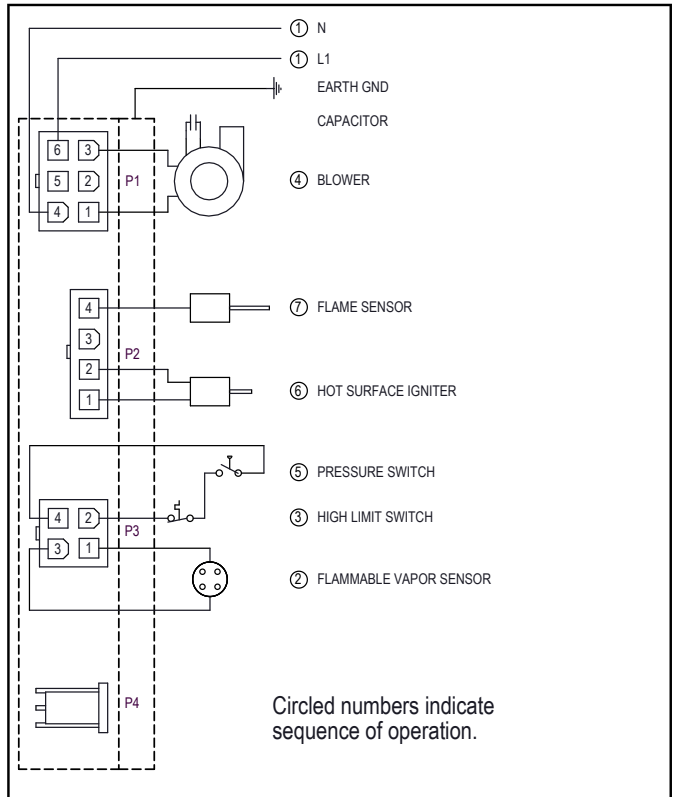 ① N
① L1
EARTH GND
CAPACITOR
6 3
5 2 P1 ④ BLOWER
4 1
4 ⑦ FLAME SENSOR
3
P2
2
1 ⑥ HOT SURFACE IGNITER
⑤ PRESSURE SWITCH
4 2 ③ HIGH LIMIT SWITCH
P3
3 1
② FLAMMABLE VAPOR SENSOR
P4
Circled numbers indicate
sequence of operation.